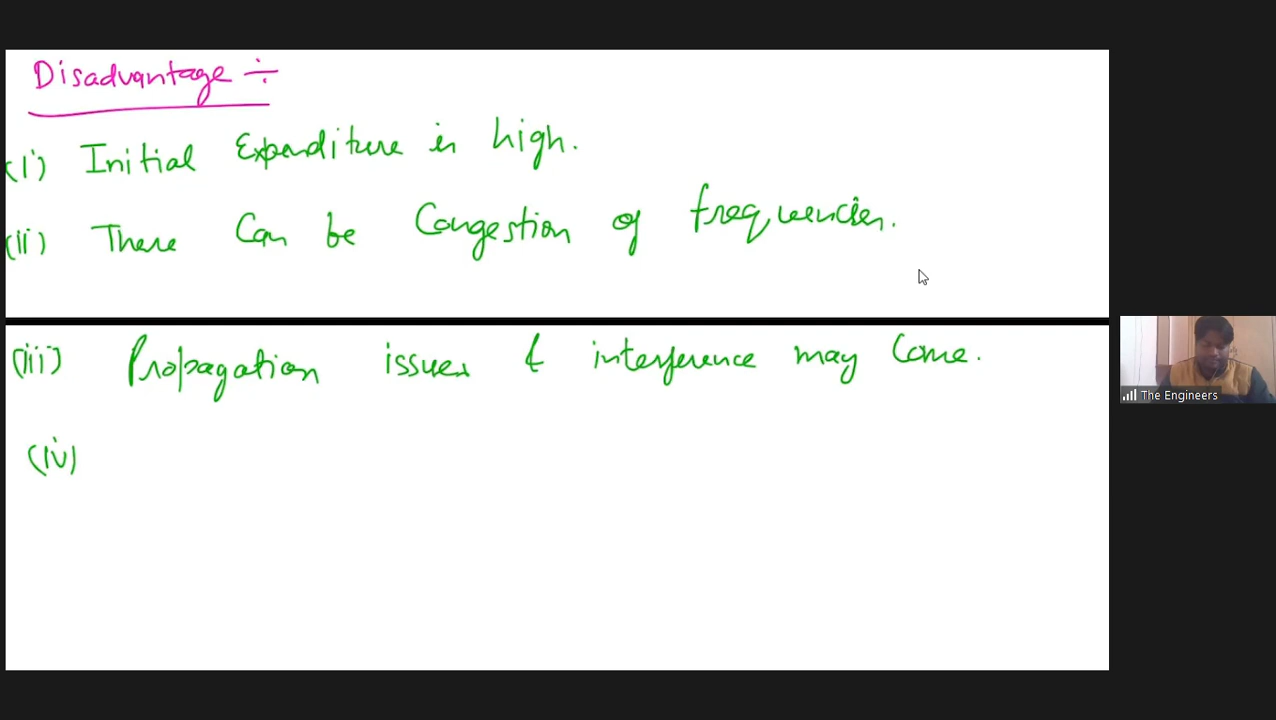 Disadvantage ÷
(i) Initial Expenditure is high.
(ii) There Can be Congestion of frequencies.
(iii) Propagation issues & interference may Come.
(iv)
The Engineers